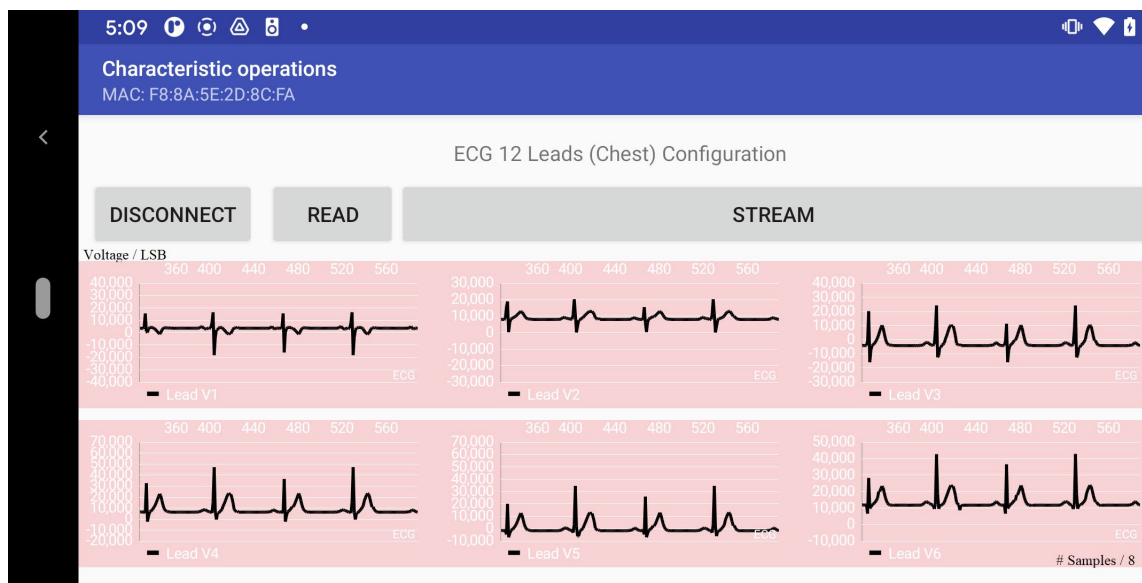 5:09
Characteristic operations
MAC: F8:8A:5E:2D:8C:FA
ECG 12 Leads (Chest) Configuration
DISCONNECT READ STREAM
Voltage / LSB
360 400 440 480 520 560
40,000
30,000
20,000
10,000
0
-10,000
-20,000
-30,000
-40,000
ECG
Lead V1
360 400 440 480 520 560
30,000
20,000
10,000
0
-10,000
-20,000
-30,000
ECG
Lead V2
360 400 440 480 520 560
40,000
30,000
20,000
10,000
0
-10,000
-20,000
-30,000
ECG
Lead V3
360 400 440 480 520 560
70,000
60,000
50,000
40,000
30,000
20,000
10,000
0
-10,000
-20,000
ECG
Lead V4
360 400 440 480 520 560
70,000
60,000
50,000
40,000
30,000
20,000
10,000
0
-10,000
ECG
Lead V5
360 400 440 480 520 560
50,000
40,000
30,000
20,000
10,000
0
-10,000
ECG
Lead V6
# Samples / 8